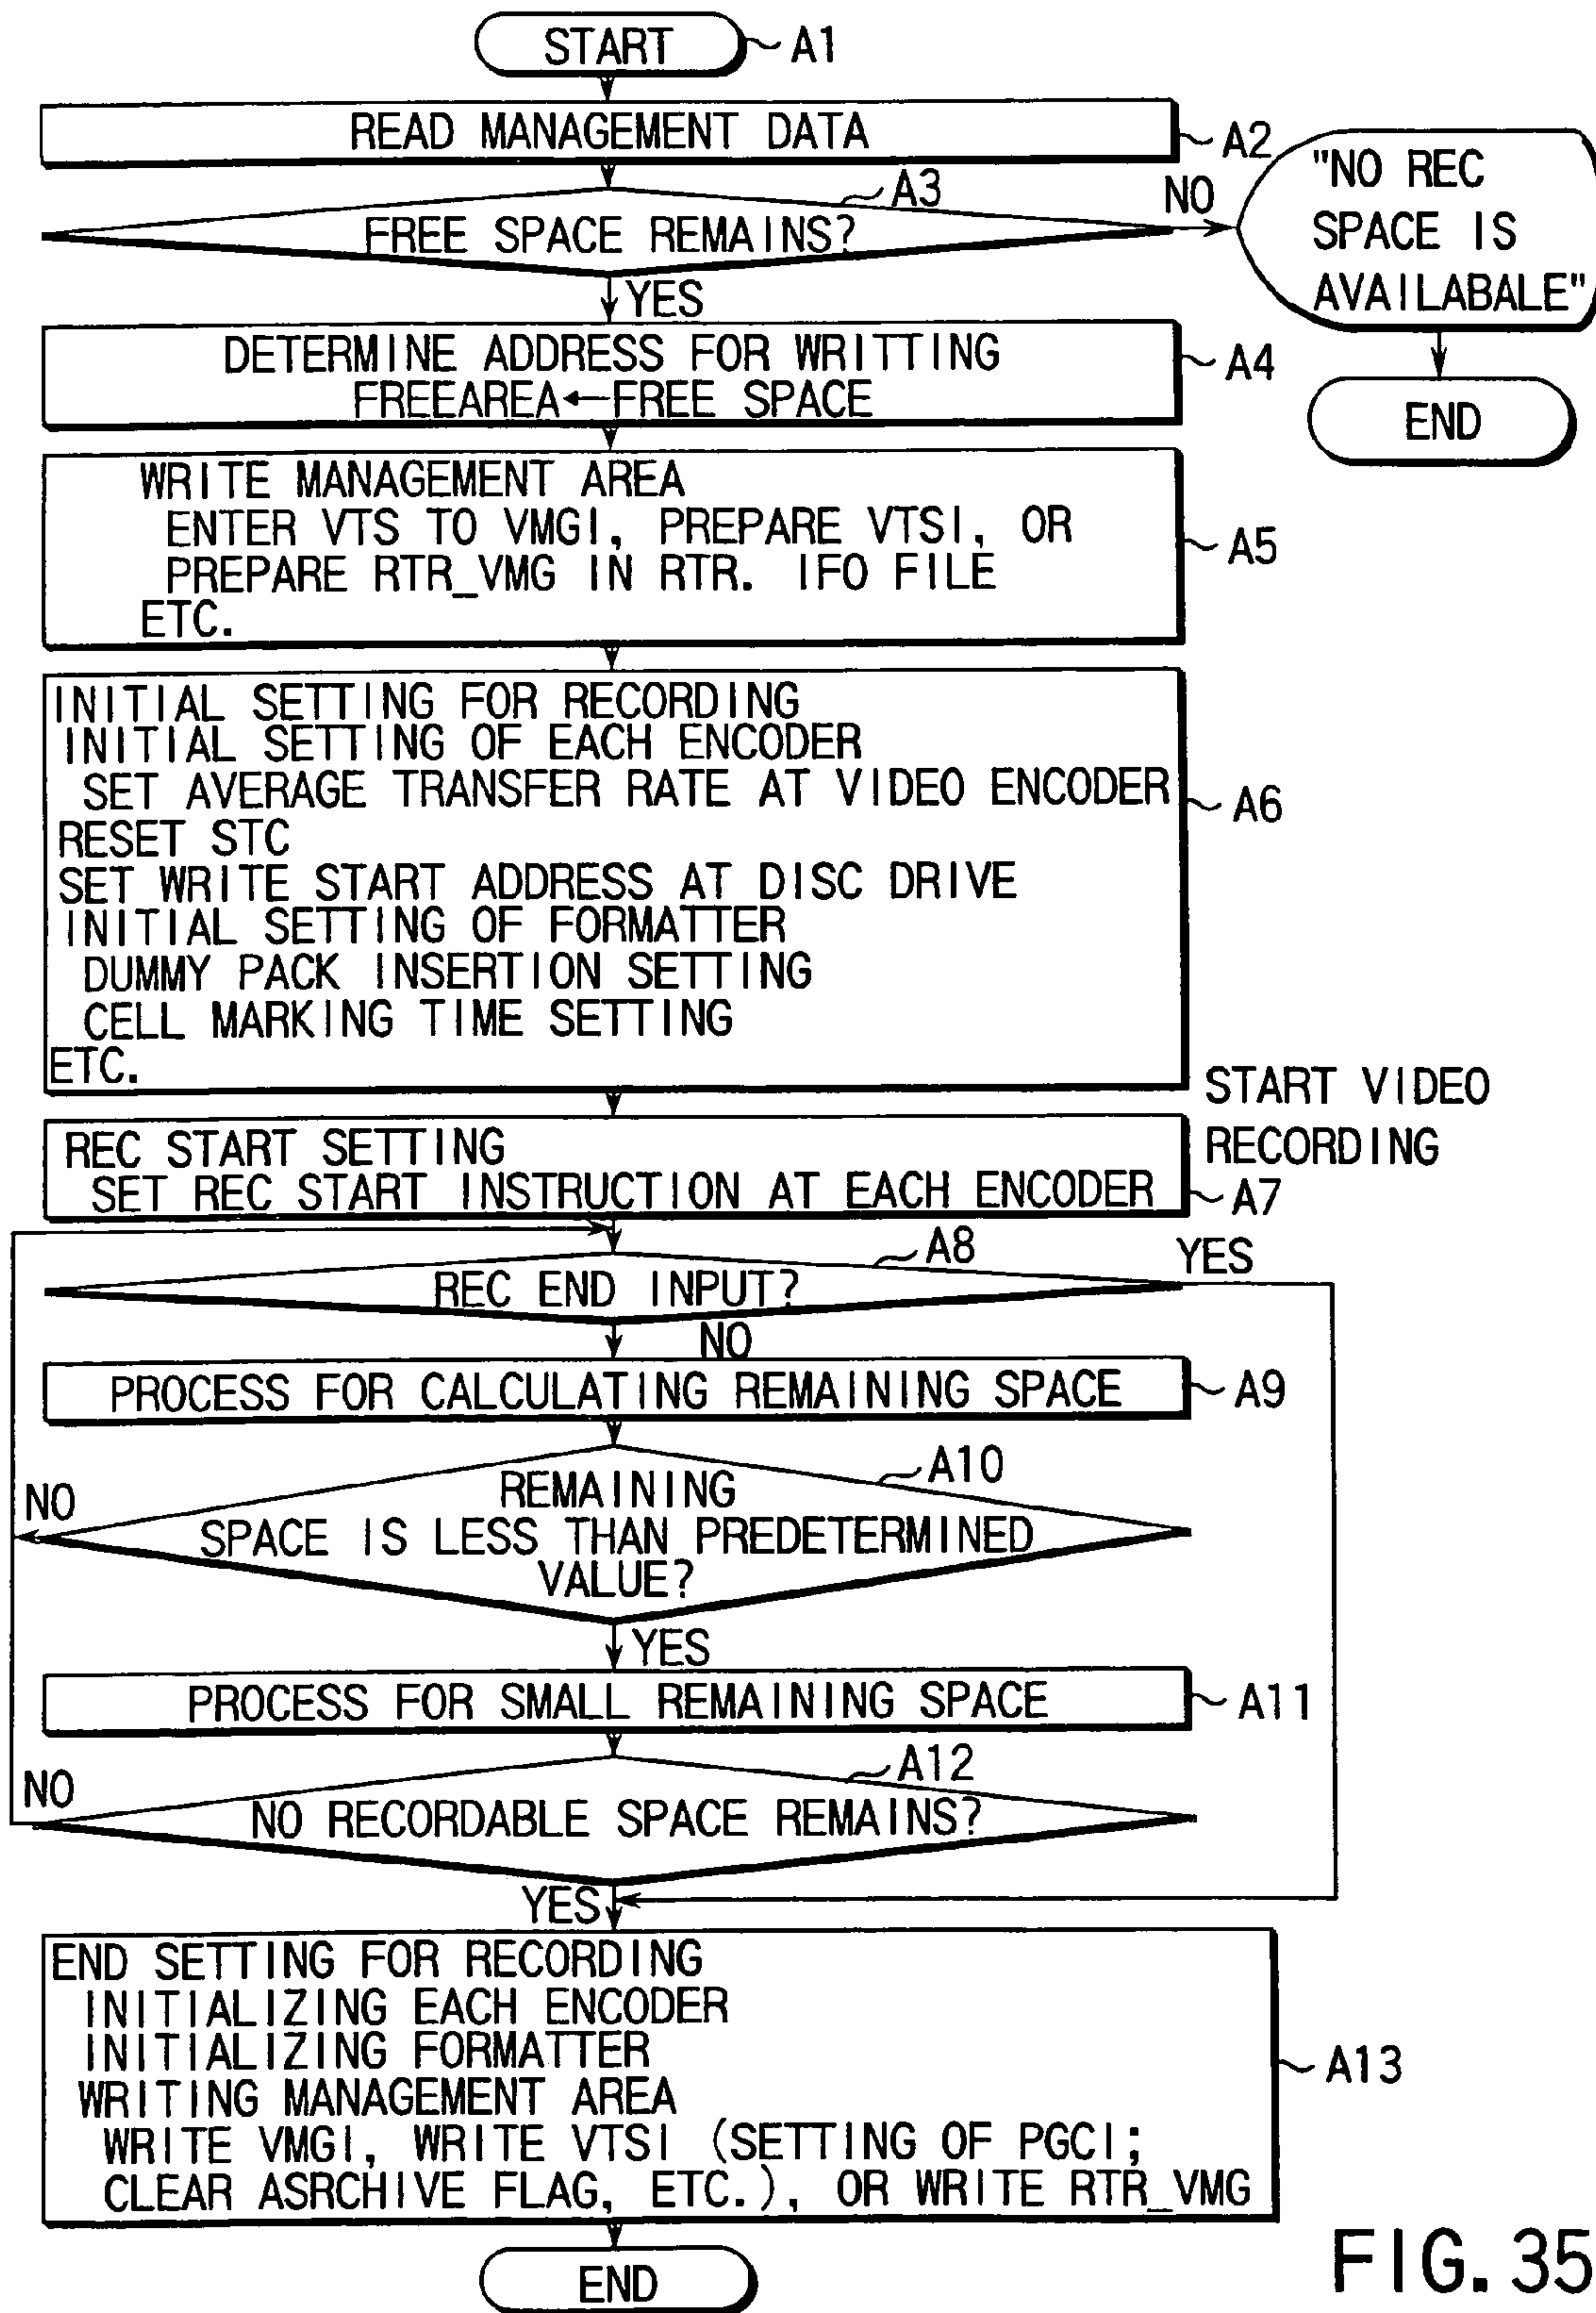 START
A1
READ MANAGEMENT DATA
A2
A3
FREE SPACE REMAINS?
NO
"NO REC
SPACE IS
AVAILABALE"
END
YES
DETERMINE ADDRESS FOR WRITTING
FREEAREA←FREE SPACE
A4
WRITE MANAGEMENT AREA
ENTER VTS TO VMGI, PREPARE VTSI, OR
PREPARE RTR_VMG IN RTR. IFO FILE
ETC.
A5
INITIAL SETTING FOR RECORDING
INITIAL SETTING OF EACH ENCODER
SET AVERAGE TRANSFER RATE AT VIDEO ENCODER
RESET STC
SET WRITE START ADDRESS AT DISC DRIVE
INITIAL SETTING OF FORMATTER
DUMMY PACK INSERTION SETTING
CELL MARKING TIME SETTING
ETC.
A6
START VIDEO
RECORDING
REC START SETTING
SET REC START INSTRUCTION AT EACH ENCODER
A7
A8
YES
REC END INPUT?
NO
PROCESS FOR CALCULATING REMAINING SPACE
A9
A10
NO
REMAINING
SPACE IS LESS THAN PREDETERMINED
VALUE?
YES
PROCESS FOR SMALL REMAINING SPACE
A11
A12
NO
NO RECORDABLE SPACE REMAINS?
YES
END SETTING FOR RECORDING
INITIALIZING EACH ENCODER
INITIALIZING FORMATTER
WRITING MANAGEMENT AREA
WRITE VMGI, WRITE VTSI (SETTING OF PGCI;
CLEAR ASRCHIVE FLAG, ETC.), OR WRITE RTR_VMG
A13
END
FIG. 35